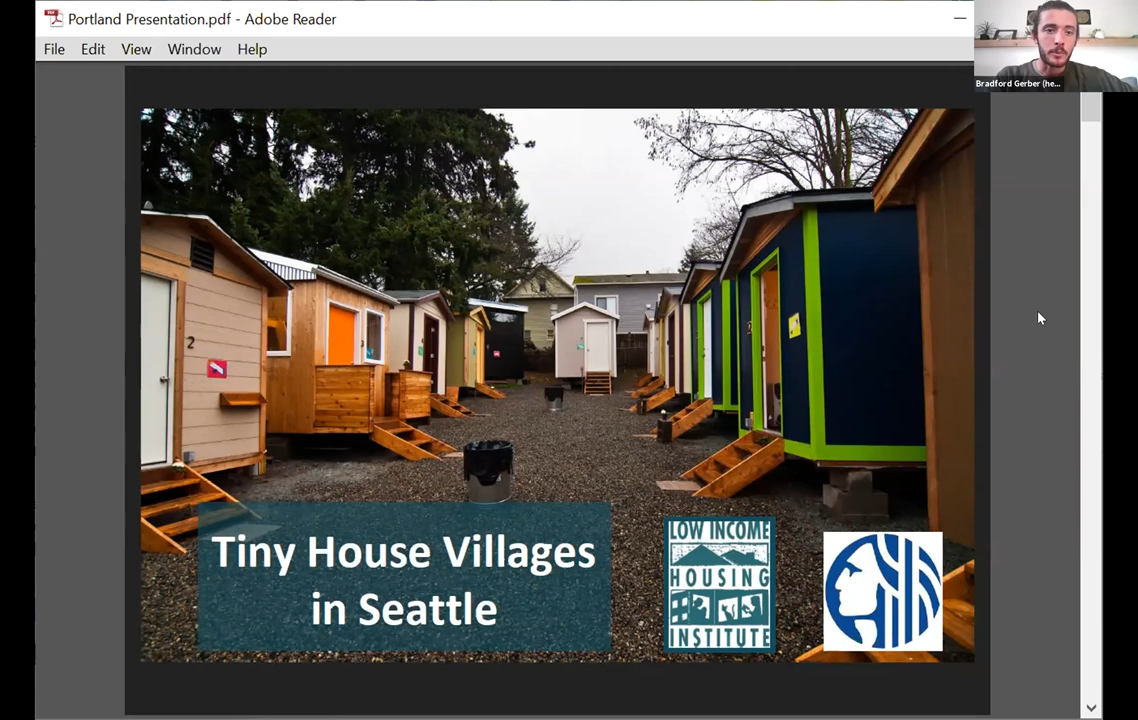 Portland Presentation.pdf - Adobe Reader
File Edit View Window Help
Bradford Gerber (he...
2
Tiny House Villages
in Seattle
LOW INCOME
HOUSING
INSTITUTE